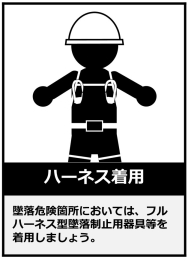 ハーネス着用
墜落危険箇所においては、フル
ハーネス型墜落制止用器具等を
着用しましょう。